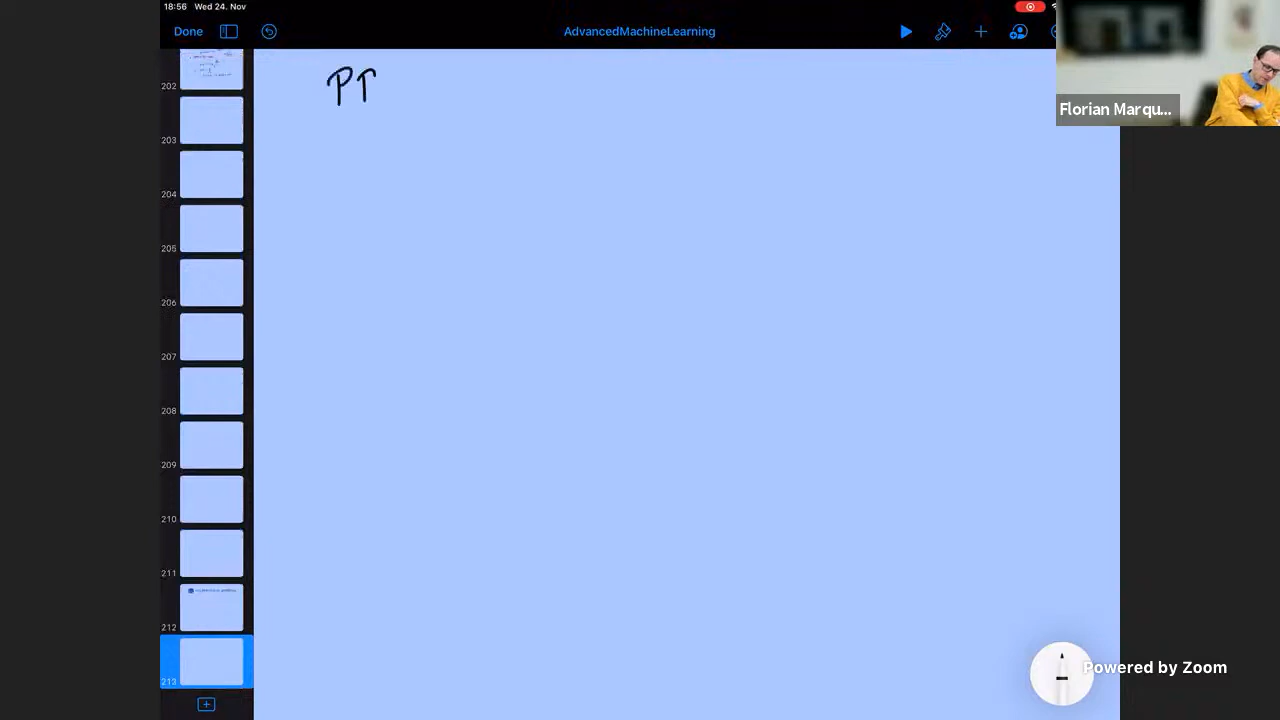 18:56 Wed 24. Nov
Done AdvancedMachineLearning
PT
Florian Marqu...
202
203
204
205
206
207
208
209
210
211
212
213
Powered by Zoom